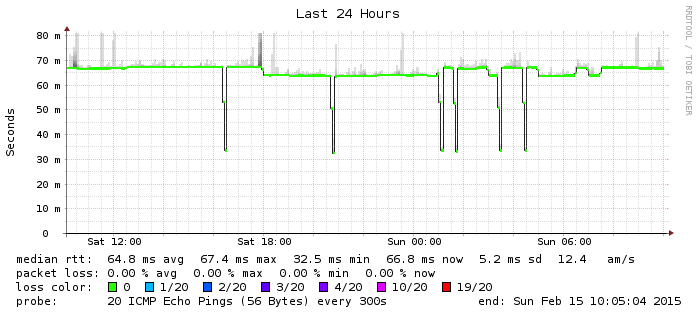 Last 24 Hours
RRDTOOL / TOBI OETIKER
Seconds
80 m
70 m
60 m
50 m
40 m
30 m
20 m
10 m
0
Sat 12:00 Sat 18:00 Sun 00:00 Sun 06:00
median rtt: 64.8 ms avg 67.4 ms max 32.5 ms min 66.8 ms now 5.2 ms sd 12.4 am/s
packet loss: 0.00 % avg 0.00 % max 0.00 % min 0.00 % now
loss color: 0 1/20 2/20 3/20 4/20 10/20 19/20
probe: 20 ICMP Echo Pings (56 Bytes) every 300s end: Sun Feb 15 10:05:04 2015